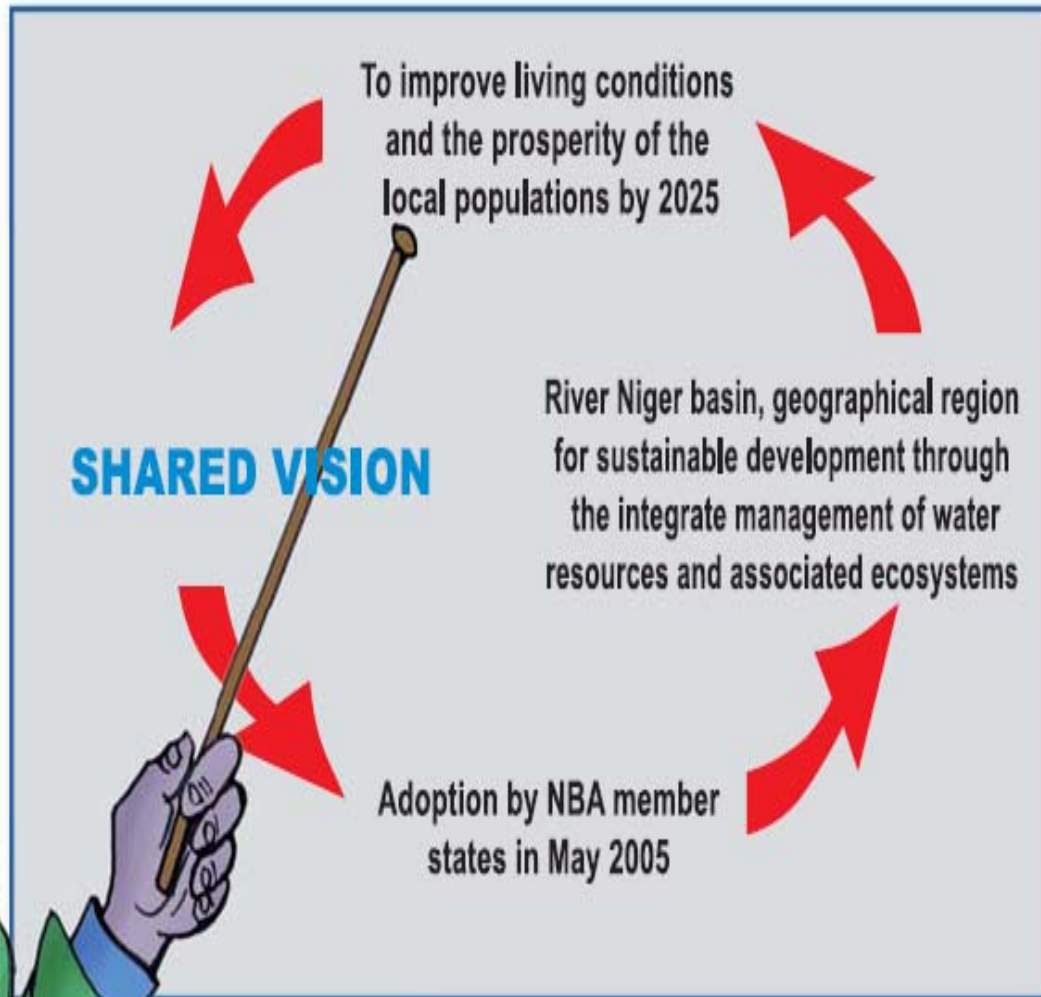 To improve living conditions
and the prosperity of the
local populations by 2025
SHARED VISION
River Niger basin, geographical region
for sustainable development through
the integrate management of water
resources and associated ecosystems
Adoption by NBA member
states in May 2005